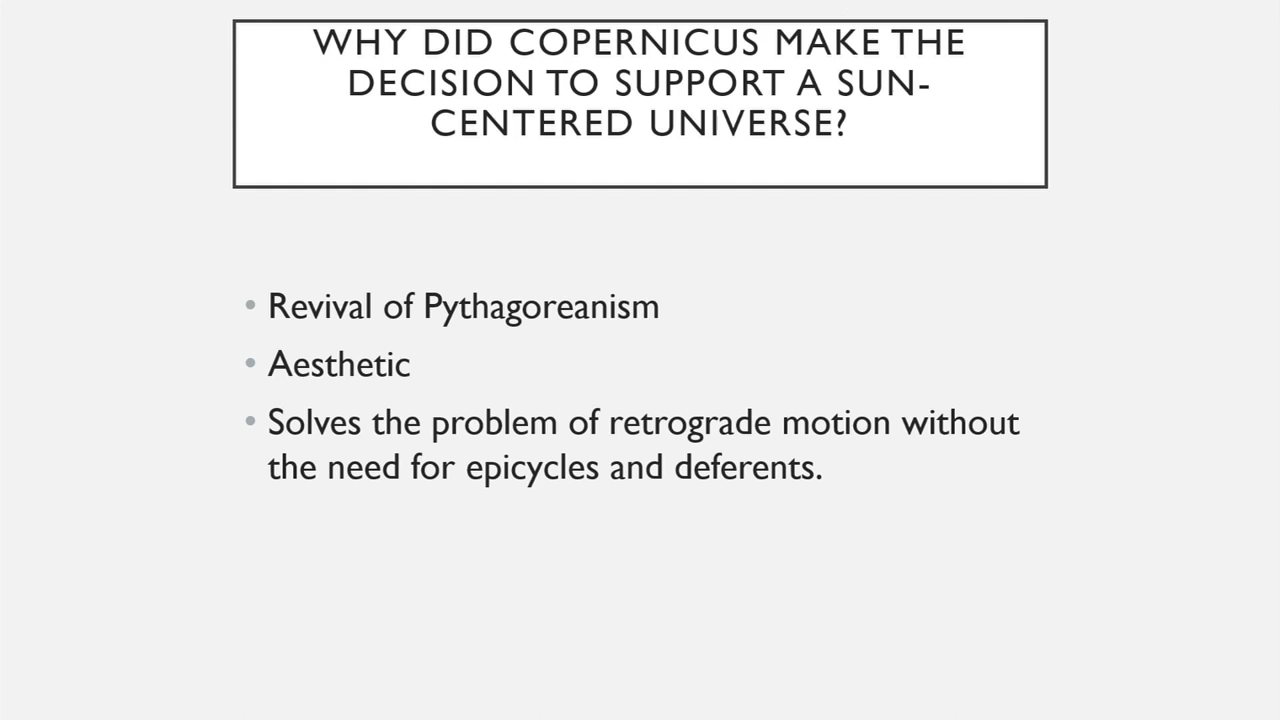 WHY DID COPERNICUS MAKE THE
DECISION TO SUPPORT A SUN-
CENTERED UNIVERSE?
• Revival of Pythagoreanism
• Aesthetic
• Solves the problem of retrograde motion without
the need for epicycles and deferents.